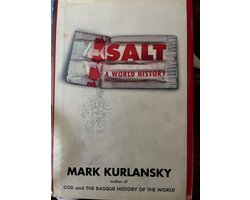 SALT
A WORLD HISTORY
MARK KURLANSKY
author of
COD and THE BASQUE HISTORY OF THE WORLD